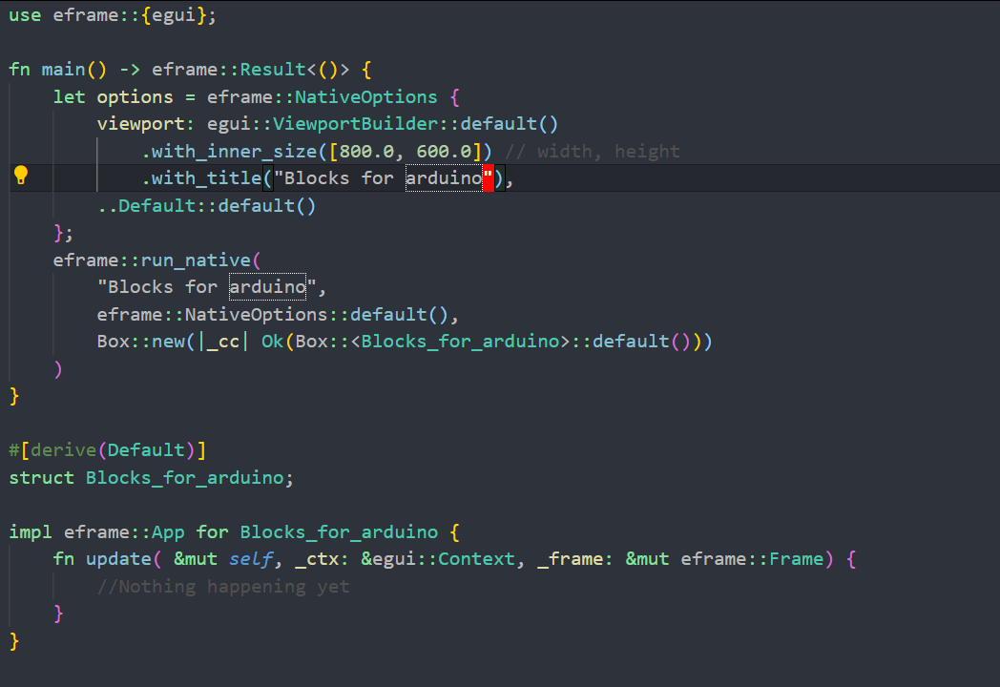 use eframe::{egui};
fn main() -> eframe::Result<()> {
let options = eframe::NativeOptions {
viewport: egui::ViewportBuilder::default()
.with_inner_size([800.0, 600.0]) // width, height
.with_title("Blocks for arduino"),
..Default::default()
};
eframe::run_native(
"Blocks for arduino",
eframe::NativeOptions::default(),
Box::new(|_cc| Ok(Box::<Blocks_for_arduino>::default()))
)
}
#[derive(Default)]
struct Blocks_for_arduino;
impl eframe::App for Blocks_for_arduino {
fn update( &mut self, _ctx: &egui::Context, _frame: &mut eframe::Frame) {
//Nothing happening yet
}
}